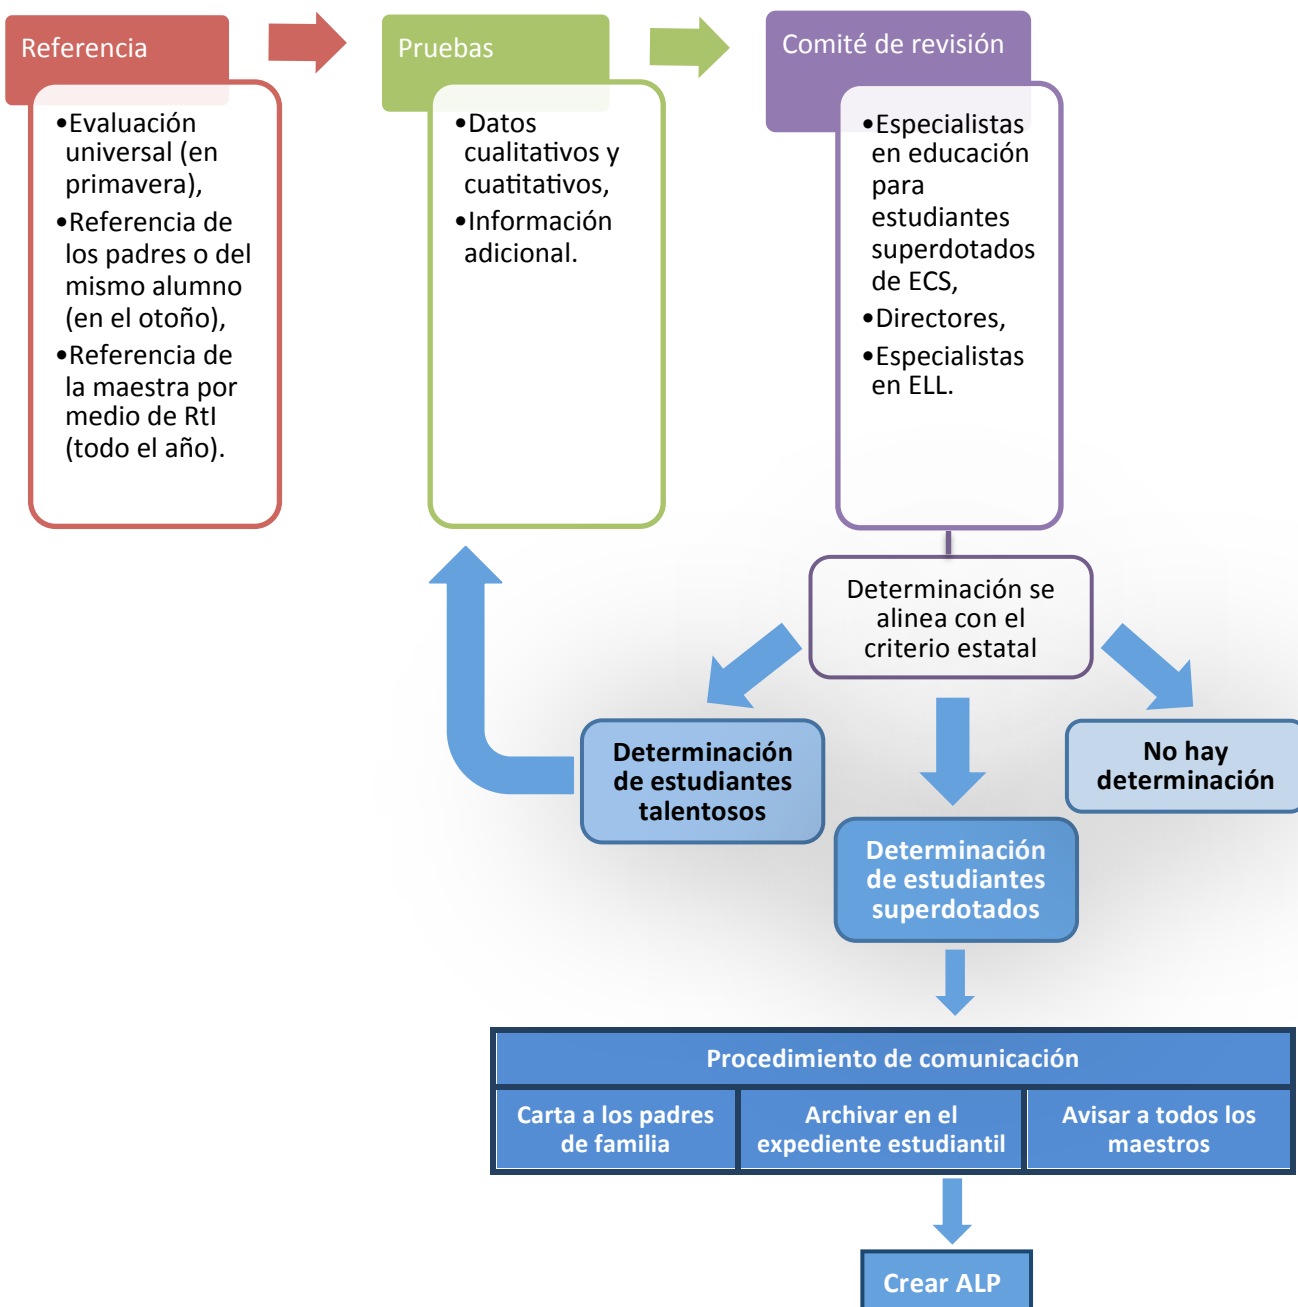 Referencia
•Evaluación
universal (en
primavera),
•Referencia de
los padres o del
mismo alumno
(en el otoño),
•Referencia de
la maestra por
medio de RtI
(todo el año).
Pruebas
•Datos
cualitativos y
cuatitativos,
•Información
adicional.
Comité de revisión
•Especialistas
en educación
para
estudiantes
superdotados
de ECS,
•Directores,
•Especialistas
en ELL.
Determinación se
alinea con el
criterio estatal
Determinación
de estudiantes
talentosos
No hay
determinación
Determinación
de estudiantes
superdotados
Procedimiento de comunicación
Carta a los padres
de familia
Archivar en el
expediente estudiantil
Avisar a todos los
maestros
Crear ALP